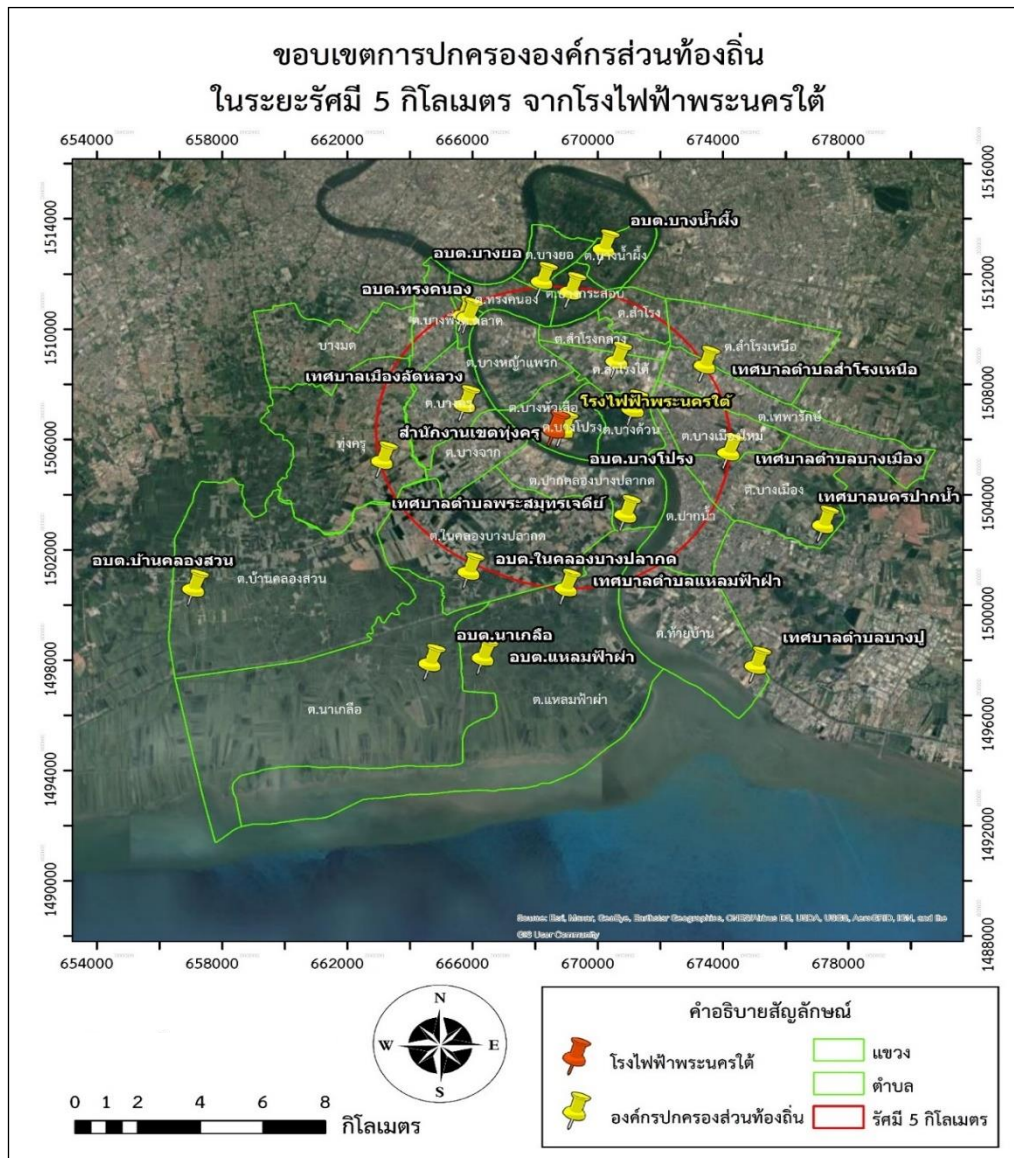 ขอบเขตการปกครององค์กรส่วนท้องถิ่น
ในระยะรัศมี 5 กิโลเมตร จากโรงไฟฟ้าพระนครใต้
654000 658000 662000 666000 670000 674000 678000
1516000
1514000
1512000
1510000
1508000
1506000
1504000
1502000
1500000
1498000
1496000
1494000
1492000
1490000
1488000
อบต.บางน้ำผึ้ง
อบต.บางยอ
ต.บางยอ
ต.บางน้ำผึ้ง
อบต.ทรงคนอง
ต.ทรงคนอง
ต.สำโรง
บางมด
ต.สำโรงกลาง
ต.สำโรงเหนือ
ต.บางหญ้าแพรก
ต.สำโรงใต้
เทศบาลตำบลสำโรงเหนือ
เทศบาลเมืองลัดหลวง
ต.บางหัวเสือ
โรงไฟฟ้าพระนครใต้
ต.เทพารักษ์
ทุ่งครุ
สำนักงานเขตทุ่งครุ
ต.บางโปรง
ต.บางด้วน
ต.บางเมืองใหม่
ต.บางจาก
อบต.บางโปรง
เทศบาลตำบลบางเมือง
ต.ปากคลองบางปลากด
ต.บางเมือง
เทศบาลนครปากน้ำ
เทศบาลตำบลพระสมุทรเจดีย์
ต.ปากน้ำ
ต.ในคลองบางปลากด
อบต.บ้านคลองสวน
ต.บ้านคลองสวน
อบต.ในคลองบางปลากด
เทศบาลตำบลแหลมฟ้าผ่า
อบต.นาเกลือ
อบต.แหลมฟ้าผ่า
ต.ท้ายบ้าน
เทศบาลตำบลบางปู
ต.นาเกลือ
ต.แหลมฟ้าผ่า
Source: Esri, Maxar, GeoEye, Earthstar Geographics, CNES/Airbus DS, USDA, USGS, AeroGRID, IGN, and the
GIS User Community
654000 658000 662000 666000 670000 674000 678000
N
W E
S
0 1 2 4 6 8
กิโลเมตร
คำอธิบายสัญลักษณ์
โรงไฟฟ้าพระนครใต้
องค์กรปกครองส่วนท้องถิ่น
แขวง
ตำบล
รัศมี 5 กิโลเมตร